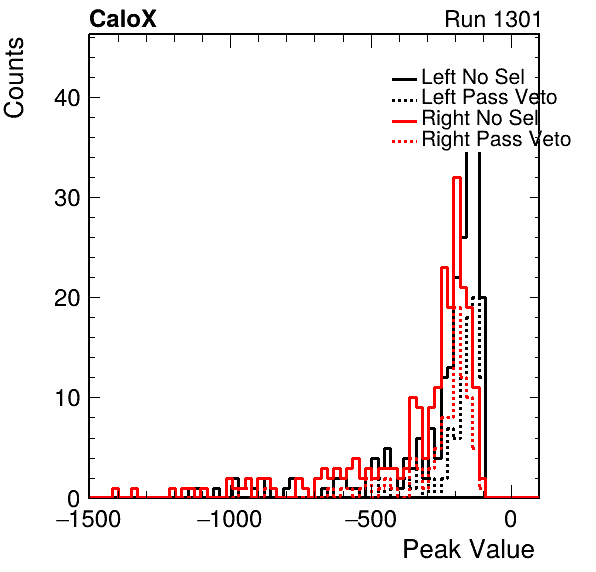 CaloX Run 1301
Counts
Left No Sel
Left Pass Veto
Right No Sel
Right Pass Veto
40
30
20
10
0
−1500 −1000 −500 0
Peak Value